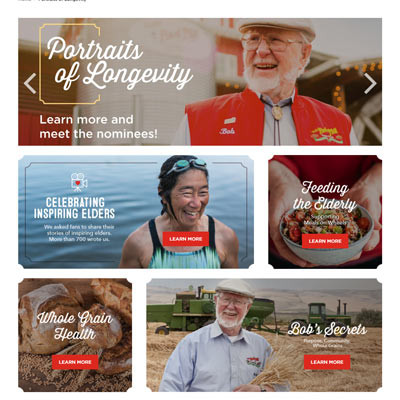 Portraits of Longevity
Portraits
of Longevity
Learn more and
meet the nominees!
Bob
CELEBRATING
INSPIRING ELDERS
We asked fans to share their
stories of inspiring elders.
More than 700 wrote us.
LEARN MORE
Feeding
the Elderly
Supporting
Meals on Wheels
LEARN MORE
Whole Grain
Health
LEARN MORE
Bob's Secrets
Purpose, Community,
Whole Grains
LEARN MORE